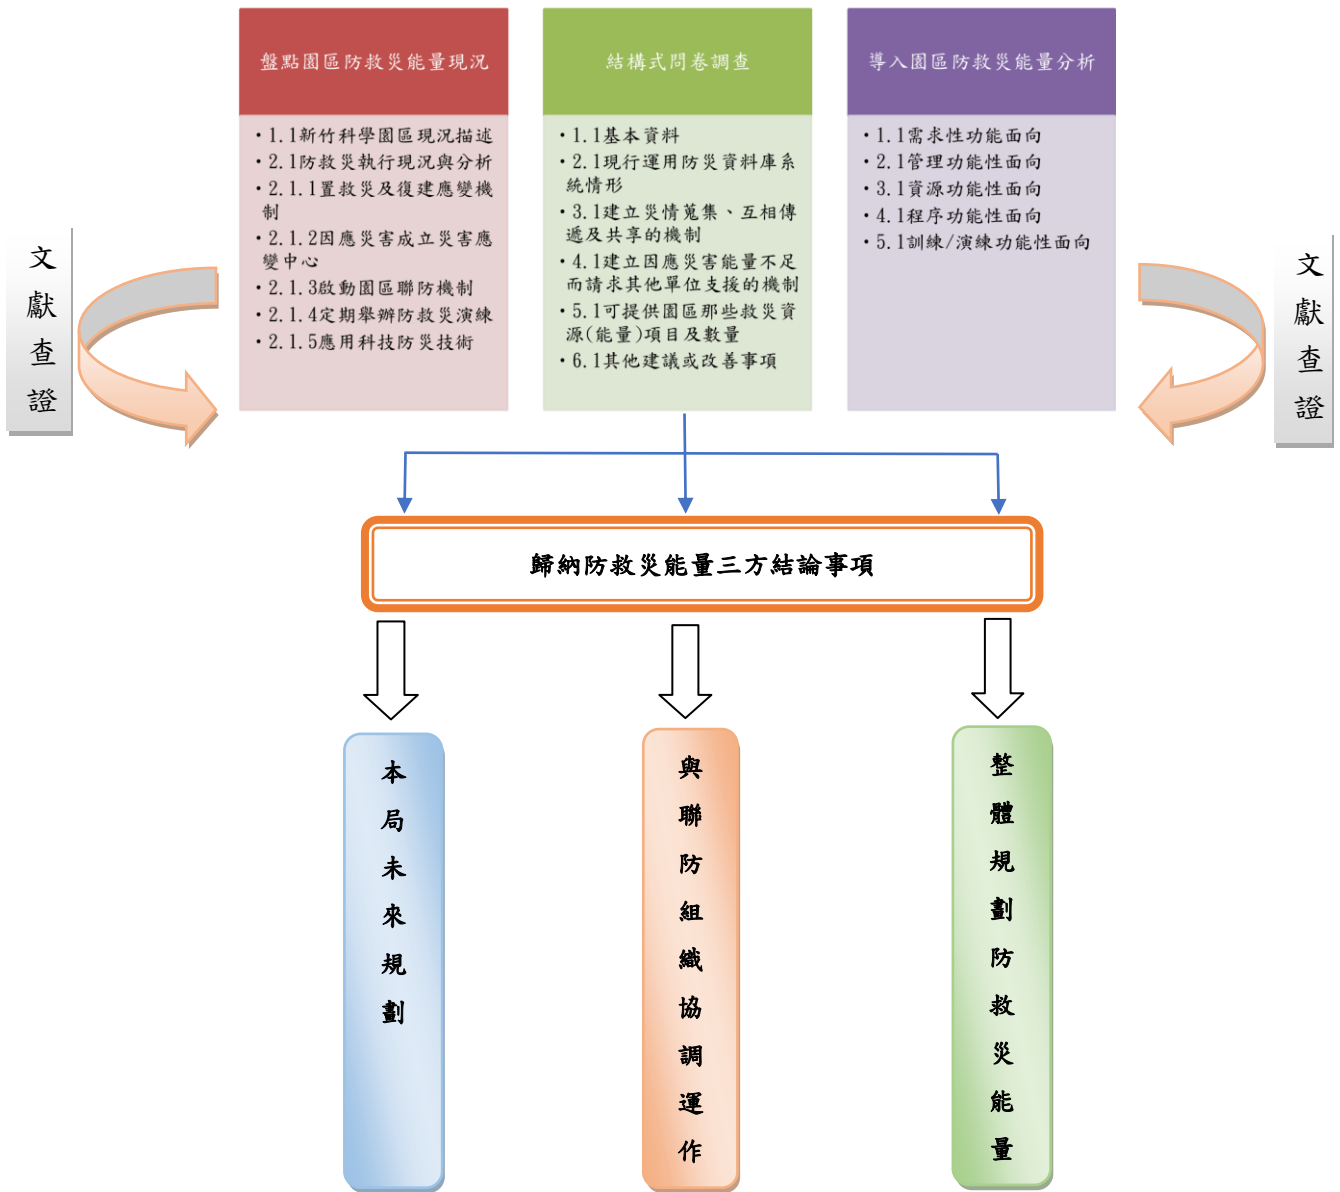 盤點園區防救災能量現況
・1.1新竹科學園區現況描述
・2.1防救災執行現況與分析
・2.1.1置救災及復建應變機
制
・2.1.2因應災害成立災害應
變中心
・2.1.3啟動園區聯防機制
・2.1.4定期舉辦防救災演練
・2.1.5應用科技防災技術
結構式問卷調查
・1.1基本資料
・2.1現行運用防災資料庫系
統情形
・3.1建立災情蒐集、互相傳
遞及共享的機制
・4.1建立因應災害能量不足
而請求其他單位支援的機制
・5.1可提供園區那些救災資
源(能量)項目及數量
・6.1其他建議或改善事項
導入園區防救災能量分析
・1.1需求性功能面向
・2.1管理功能性面向
・3.1資源功能性面向
・4.1程序功能性面向
・5.1訓練/演練功能性面向
文獻查證
文獻查證
歸納防救災能量三方結論事項
本局未來規劃
與聯防組織協調運作
整體規劃防救災能量